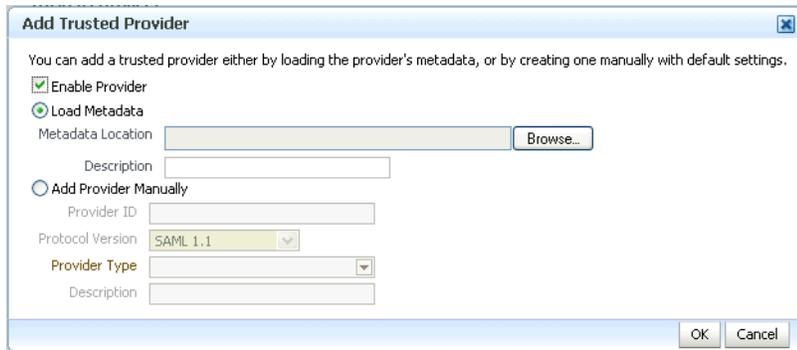 Add Trusted Provider
You can add a trusted provider either by loading the provider's metadata, or by creating one manually with default settings.
Enable Provider
Load Metadata
Metadata Location
Browse...
Description
Add Provider Manually
Provider ID
Protocol Version SAML 1.1
Provider Type
Description
OK Cancel